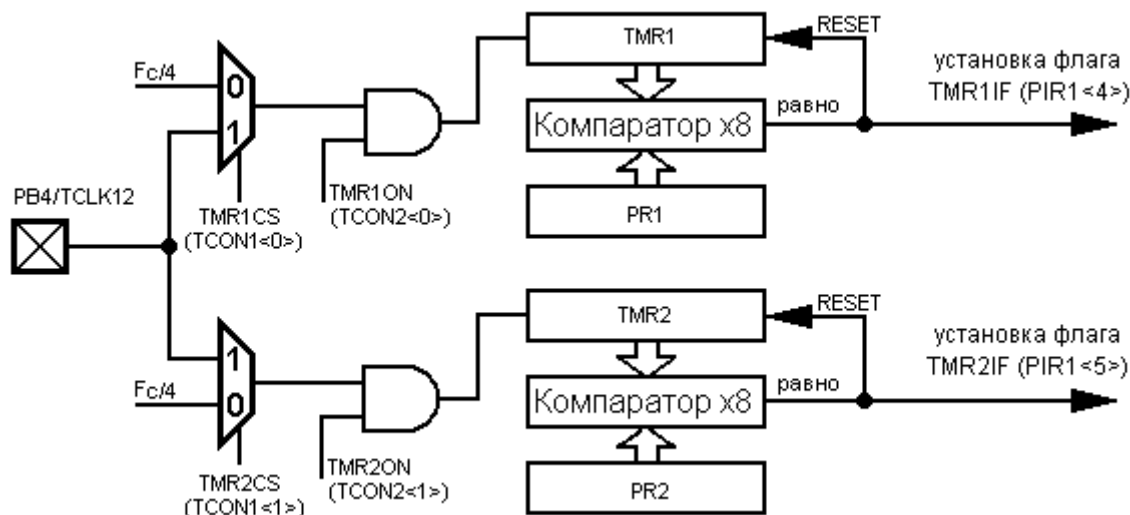 TMR1
RESET
Fc/4
0
1
установка флага
TMR1IF (PIR1<4>)
равно
Компаратор x8
PB4/TCLK12
TMR1CS
(TCON1<0>)
TMR1ON
(TCON2<0>)
PR1
TMR2
RESET
установка флага
TMR2IF (PIR1<5>)
1
Fc/4
0
равно
Компаратор x8
TMR2CS
(TCON1<1>)
TMR2ON
(TCON2<1>)
PR2